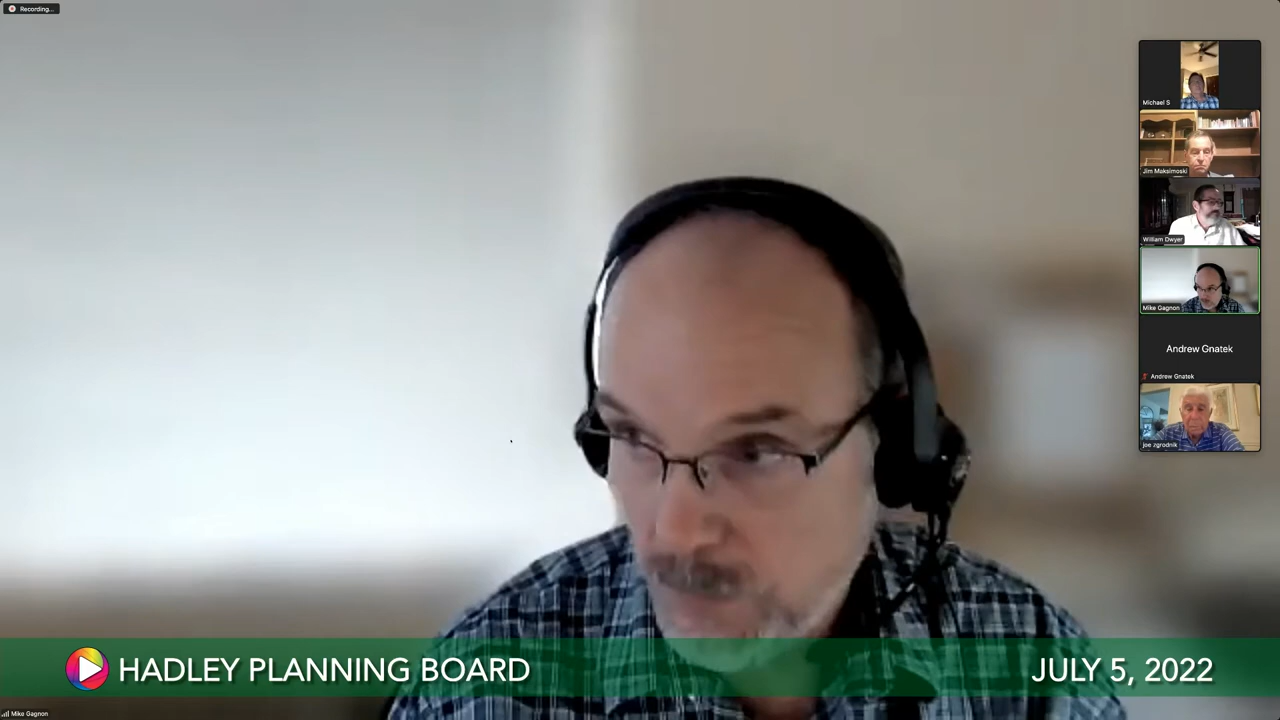 Recording...
Michael S
Jim Maksimoski
William Dwyer
Mike Gagnon
Andrew Gnatek
Andrew Gnatek
joe zgrodnik
HADLEY PLANNING BOARD
JULY 5, 2022
Mike Gagnon